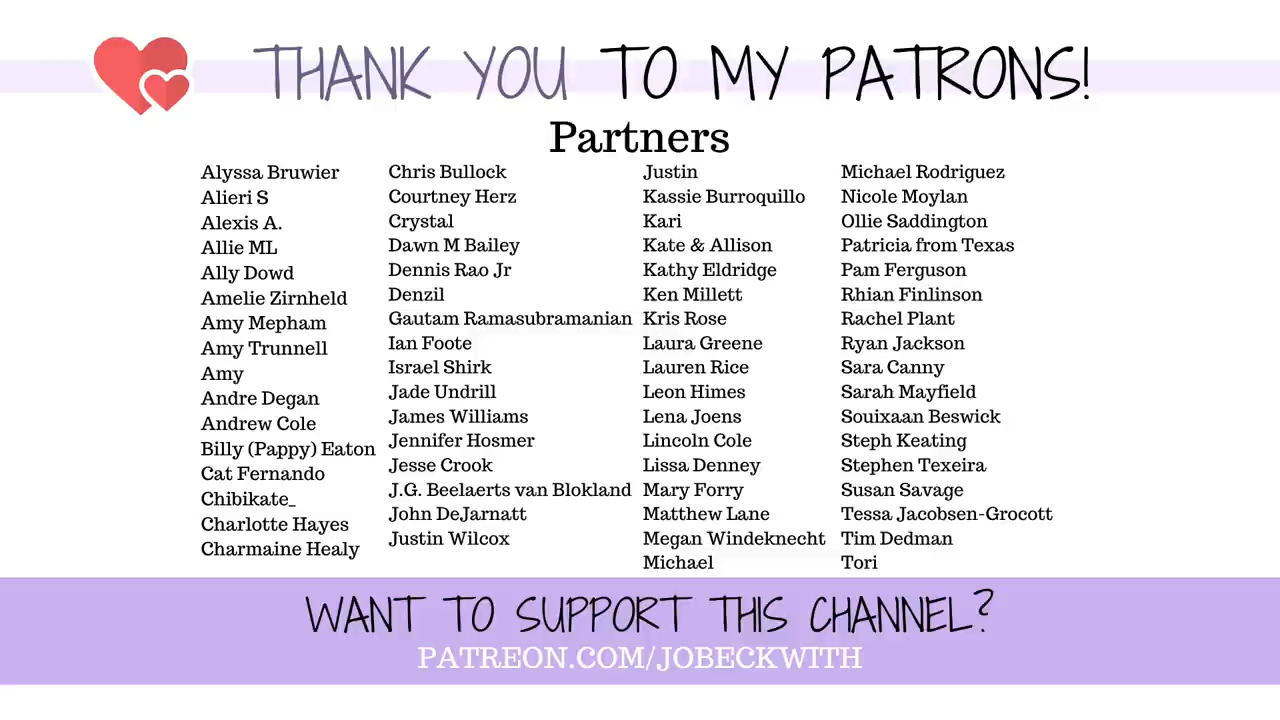 THANK YOU TO MY PATRONS!
Partners
Alyssa Bruwier
Alieri S
Alexis A.
Allie ML
Ally Dowd
Amelie Zirnheld
Amy Mepham
Amy Trunnell
Amy
Andre Degan
Andrew Cole
Billy (Pappy) Eaton
Cat Fernando
Chibikate_
Charlotte Hayes
Charmaine Healy
Chris Bullock
Courtney Herz
Crystal
Dawn M Bailey
Dennis Rao Jr
Denzil
Gautam Ramasubramanian
Ian Foote
Israel Shirk
Jade Undrill
James Williams
Jennifer Hosmer
Jesse Crook
J.G. Beelaerts van Blokland
John DeJarnatt
Justin Wilcox
Justin
Kassie Burroquillo
Kari
Kate & Allison
Kathy Eldridge
Ken Millett
Kris Rose
Laura Greene
Lauren Rice
Leon Himes
Lena Joens
Lincoln Cole
Lissa Denney
Mary Forry
Matthew Lane
Megan Windeknecht
Michael
Michael Rodriguez
Nicole Moylan
Ollie Saddington
Patricia from Texas
Pam Ferguson
Rhian Finlinson
Rachel Plant
Ryan Jackson
Sara Canny
Sarah Mayfield
Souixaan Beswick
Steph Keating
Stephen Texeira
Susan Savage
Tessa Jacobsen-Grocott
Tim Dedman
Tori
WANT TO SUPPORT THIS CHANNEL?
PATREON.COM/JOBECKWITH